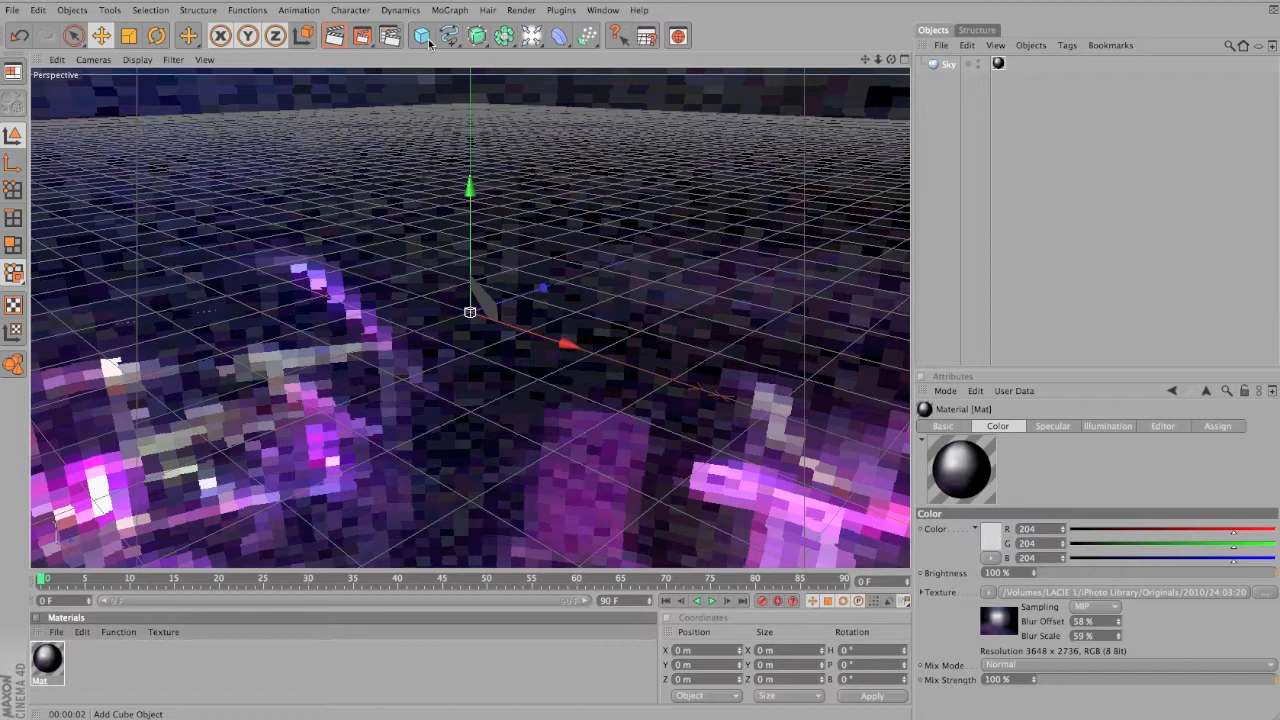 File Edit Objects Tools Selection Structure Functions Animation Character Dynamics MoGraph Hair Render Plugins Window Help
X Y Z
Objects Structure
File Edit View Objects Tags Bookmarks
Edit Cameras Display Filter View
Perspective
Sky
Attributes
Mode Edit User Data
Material [Mat]
Basic Color Specular Illumination Editor Assign
Color
Color R 204
G 204
B 204
Brightness 100 %
Texture /Volumes/LACIE 1/iPhoto Library/Originals/2010/24.03.20 ...
Sampling MIP
Blur Offset 58 %
Blur Scale 59 %
Resolution 3648 x 2736, RGB (8 Bit)
Mix Mode Normal
Mix Strength 100 %
0 5 10 15 20 25 30 35 40 45 50 55 60 65 70 75 80 85 90 0 F
0 F 0 F 90 F 90 F
Materials
File Edit Function Texture
Mat
Coordinates
Position Size Rotation
X 0 m X 0 m H 0 °
Y 0 m Y 0 m P 0 °
Z 0 m Z 0 m B 0 °
Object Size Apply
MAXON
CINEMA 4D
00:00:02 Add Cube Object